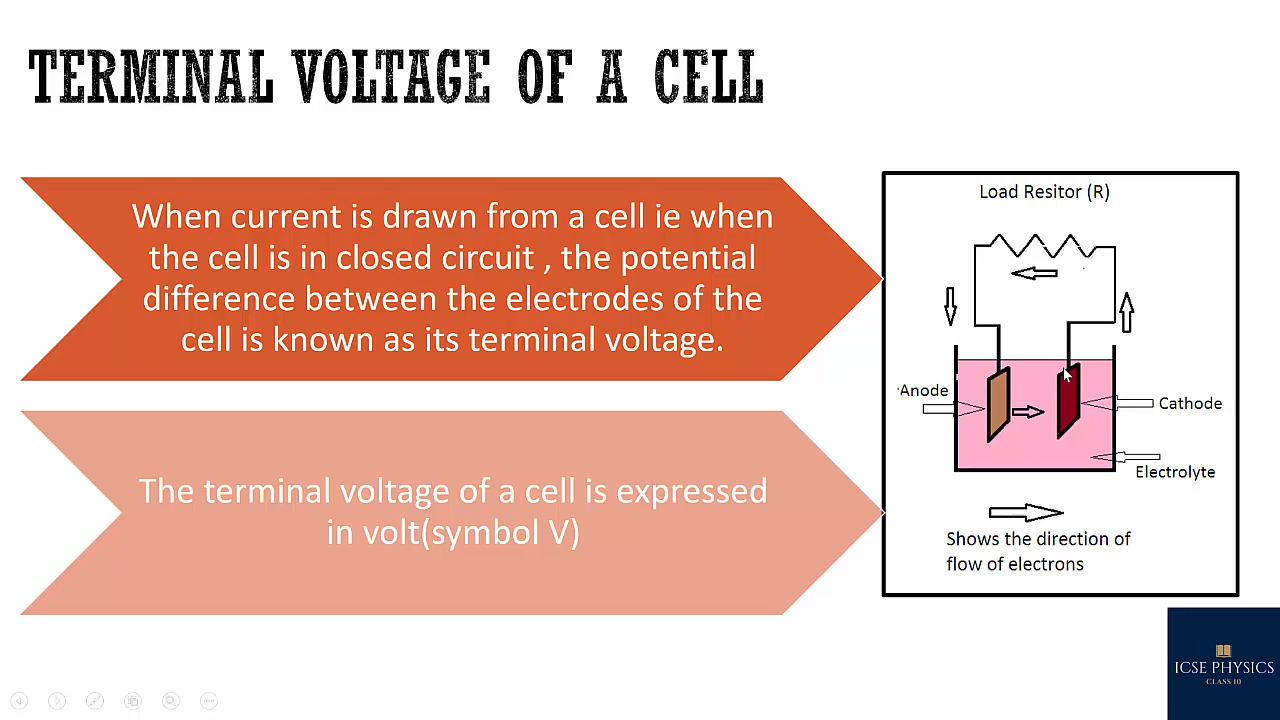 TERMINAL VOLTAGE OF A CELL
When current is drawn from a cell ie when
the cell is in closed circuit , the potential
difference between the electrodes of the
cell is known as its terminal voltage.
The terminal voltage of a cell is expressed
in volt(symbol V)
Load Resitor (R)
Anode
Cathode
Electrolyte
Shows the direction of
flow of electrons
ICSE PHYSICS
CLASS 10